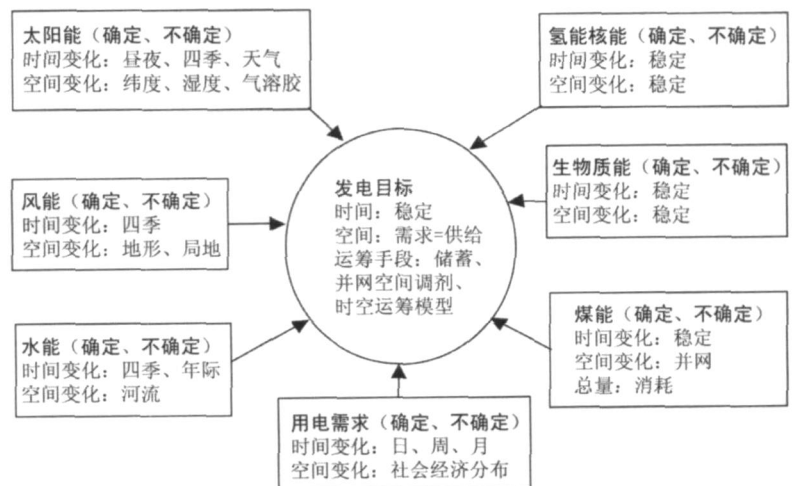 太阳能（确定、不确定）
时间变化：昼夜、四季、天气
空间变化：纬度、湿度、气溶胶
氢能核能（确定、不确定）
时间变化：稳定
空间变化：稳定
风能（确定、不确定）
时间变化：四季
空间变化：地形、局地
发电目标
时间：稳定
空间：需求=供给
运筹手段：储蓄、
并网空间调剂、
时空运筹模型
生物质能（确定、不确定）
时间变化：稳定
空间变化：稳定
水能（确定、不确定）
时间变化：四季、年际
空间变化：河流
煤能（确定、不确定）
时间变化：稳定
空间变化：并网
总量：消耗
用电需求（确定、不确定）
时间变化：日、周、月
空间变化：社会经济分布